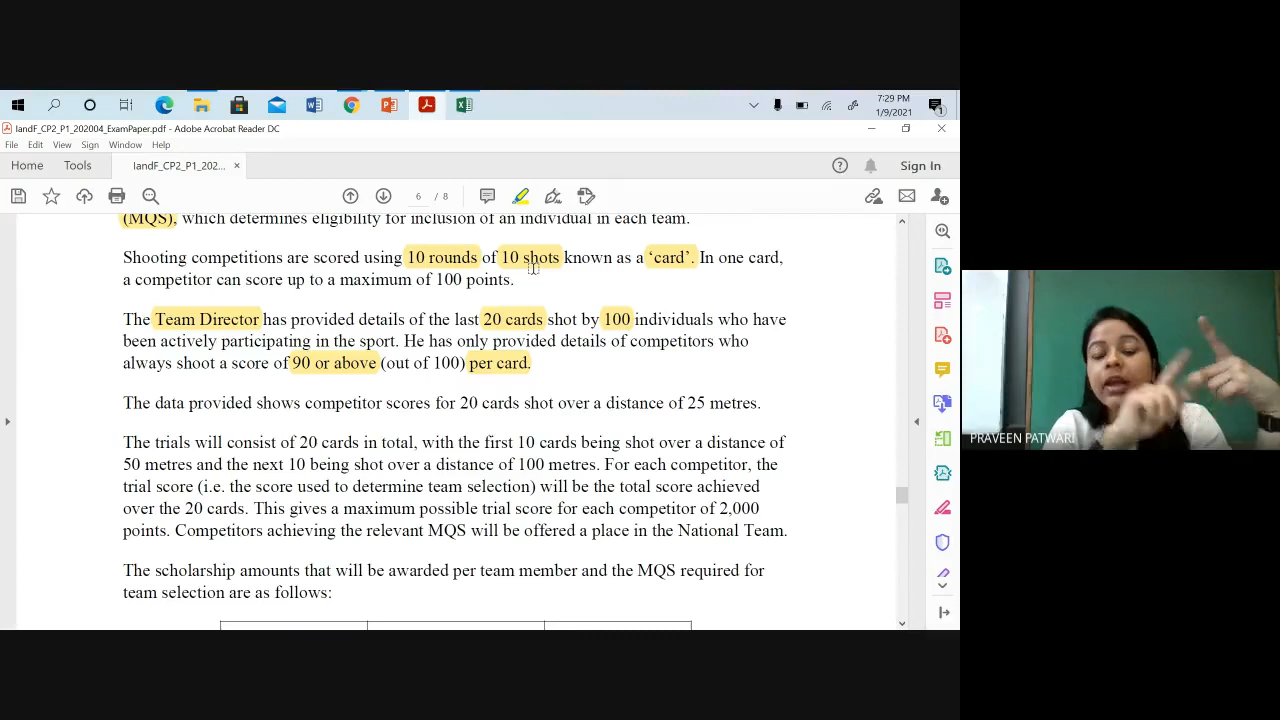 7:29 PM
1/9/2021
IandF_CP2_P1_202004_ExamPaper.pdf - Adobe Acrobat Reader DC
File Edit View Sign Window Help
Home Tools IandF_CP2_P1_202... × Sign In
6 / 8
(MQS), which determines eligibility for inclusion of an individual in each team.
Shooting competitions are scored using 10 rounds of 10 shots known as a ‘card’. In one card,
a competitor can score up to a maximum of 100 points.
The Team Director has provided details of the last 20 cards shot by 100 individuals who have
been actively participating in the sport. He has only provided details of competitors who
always shoot a score of 90 or above (out of 100) per card.
The data provided shows competitor scores for 20 cards shot over a distance of 25 metres.
The trials will consist of 20 cards in total, with the first 10 cards being shot over a distance of
50 metres and the next 10 being shot over a distance of 100 metres. For each competitor, the
trial score (i.e. the score used to determine team selection) will be the total score achieved
over the 20 cards. This gives a maximum possible trial score for each competitor of 2,000
points. Competitors achieving the relevant MQS will be offered a place in the National Team.
The scholarship amounts that will be awarded per team member and the MQS required for
team selection are as follows:
PRAVEEN PATWARI